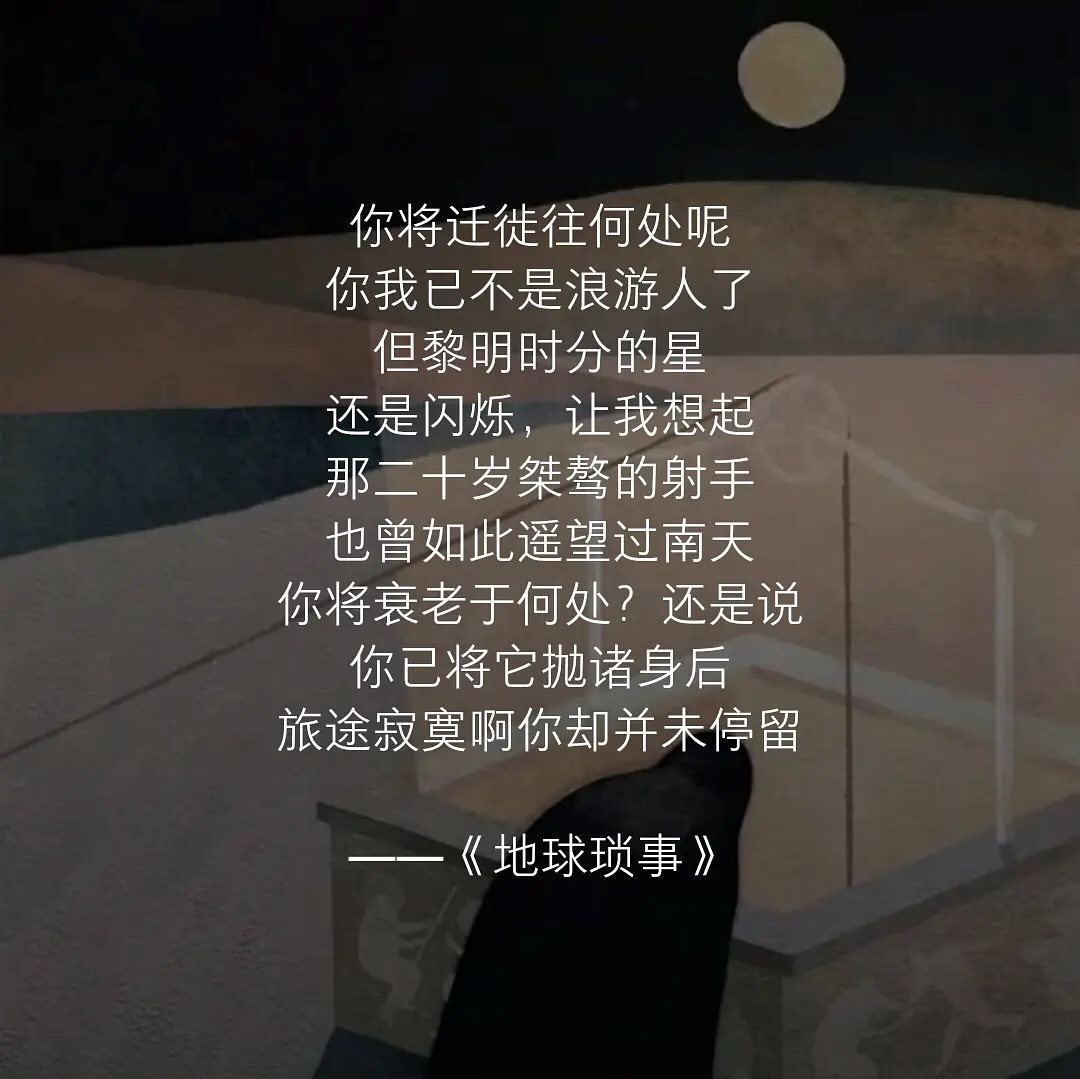 你将迁徙往何处呢
你我已不是浪游人了
但黎明时分的星
还是闪烁，让我想起
那二十岁桀骜的射手
也曾如此遥望过南天
你将衰老于何处？还是说
你已将它抛诸身后
旅途寂寞啊你却并未停留
——《地球琐事》